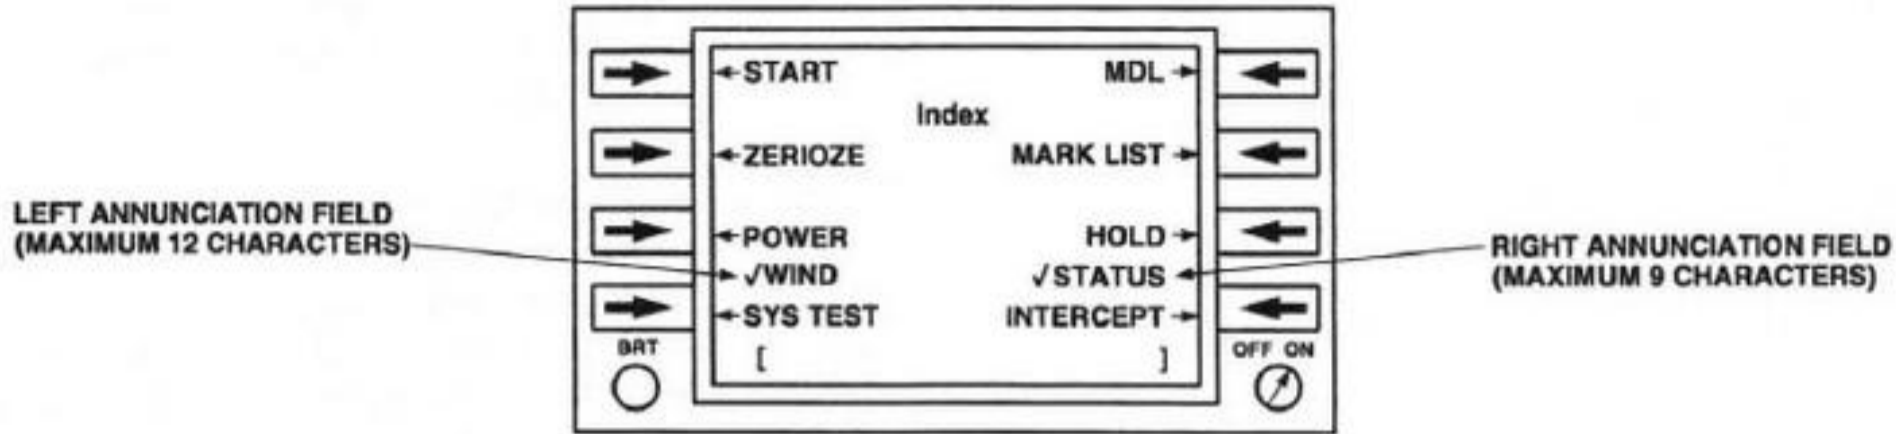 ←START MDL→
Index
←ZERIOZE MARK LIST→
LEFT ANNUNCIATION FIELD
(MAXIMUM 12 CHARACTERS)
←POWER HOLD→
√WIND √STATUS
RIGHT ANNUNCIATION FIELD
(MAXIMUM 9 CHARACTERS)
←SYS TEST INTERCEPT→
BRT [ ] OFF ON